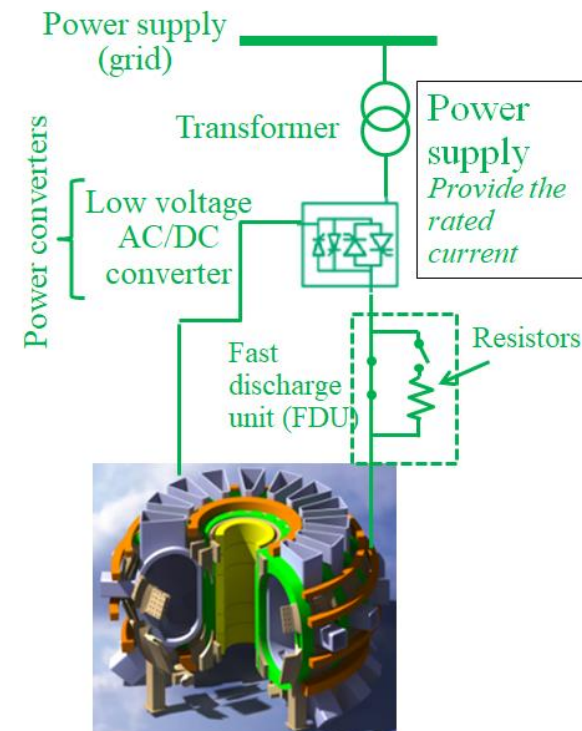 Power supply
(grid)
Transformer
Power
supply
Provide the
rated
current
Power converters
Low voltage
AC/DC
converter
Fast
discharge
unit (FDU)
Resistors